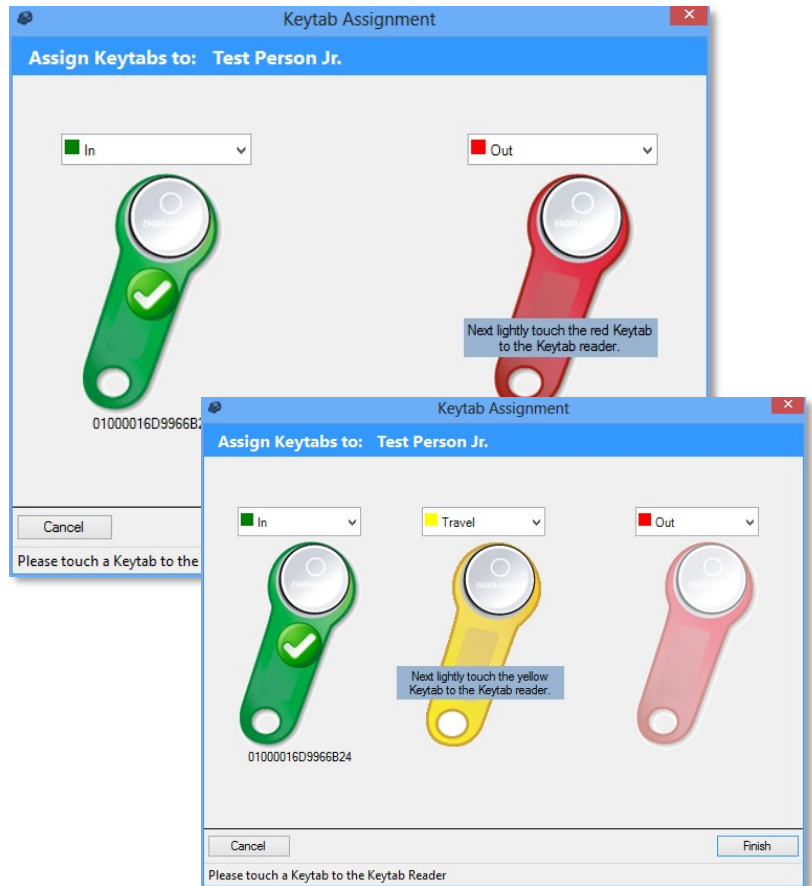 Keytab Assignment
Assign Keytabs to: Test Person Jr.
In
Out
Next lightly touch the red Keytab
to the Keytab reader.
01000016D9966B2
Cancel
Please touch a Keytab to the
Keytab Assignment
Assign Keytabs to: Test Person Jr.
In
Travel
Out
Next lightly touch the yellow
Keytab to the Keytab reader.
01000016D9966B24
Cancel
Finish
Please touch a Keytab to the Keytab Reader